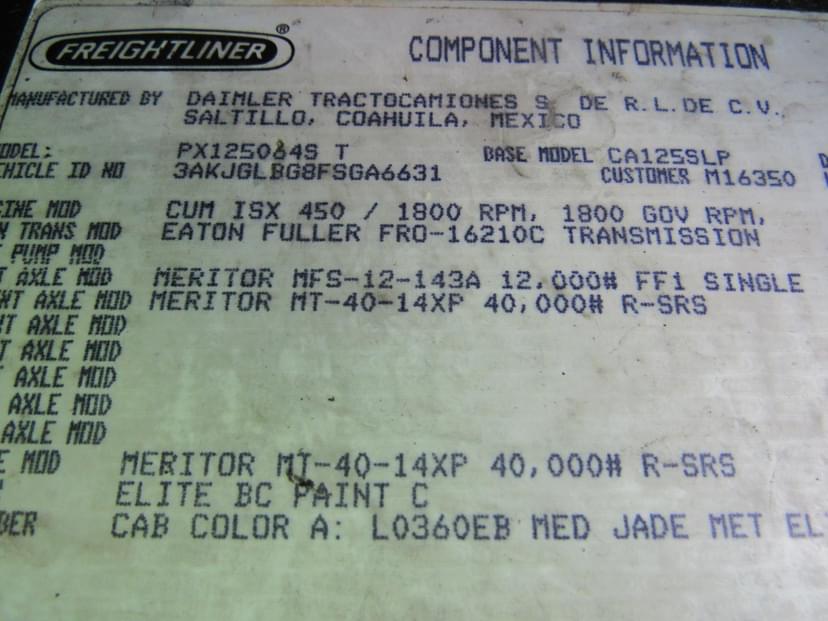 FREIGHTLINER®
COMPONENT INFORMATION
MANUFACTURED BY DAIMLER TRACTOCAMIONES S DE R.L.DE C.V.,
SALTILLO, COAHUILA, MEXICO
ODEL: PX125064S T BASE MODEL CA125SLP
EHICLE ID NO 3AKJGLBG8FSGA6631 CUSTOMER M16350
GINE MOD CUM ISX 450 / 1800 RPM, 1800 GOV RPM,
N TRANS MOD EATON FULLER FRO-16210C TRANSMISSION
PUMP MOD
T AXLE MOD MERITOR MFS-12-143A 12,000# FF1 SINGLE
NT AXLE MOD MERITOR MT-40-14XP 40,000# R-SRS
NT AXLE MOD
T AXLE MOD
AXLE MOD
AXLE MOD
AXLE MOD
E MOD MERITOR MT-40-14XP 40,000# R-SRS
ELITE BC PAINT C
DER CAB COLOR A: L0360EB MED JADE MET EL